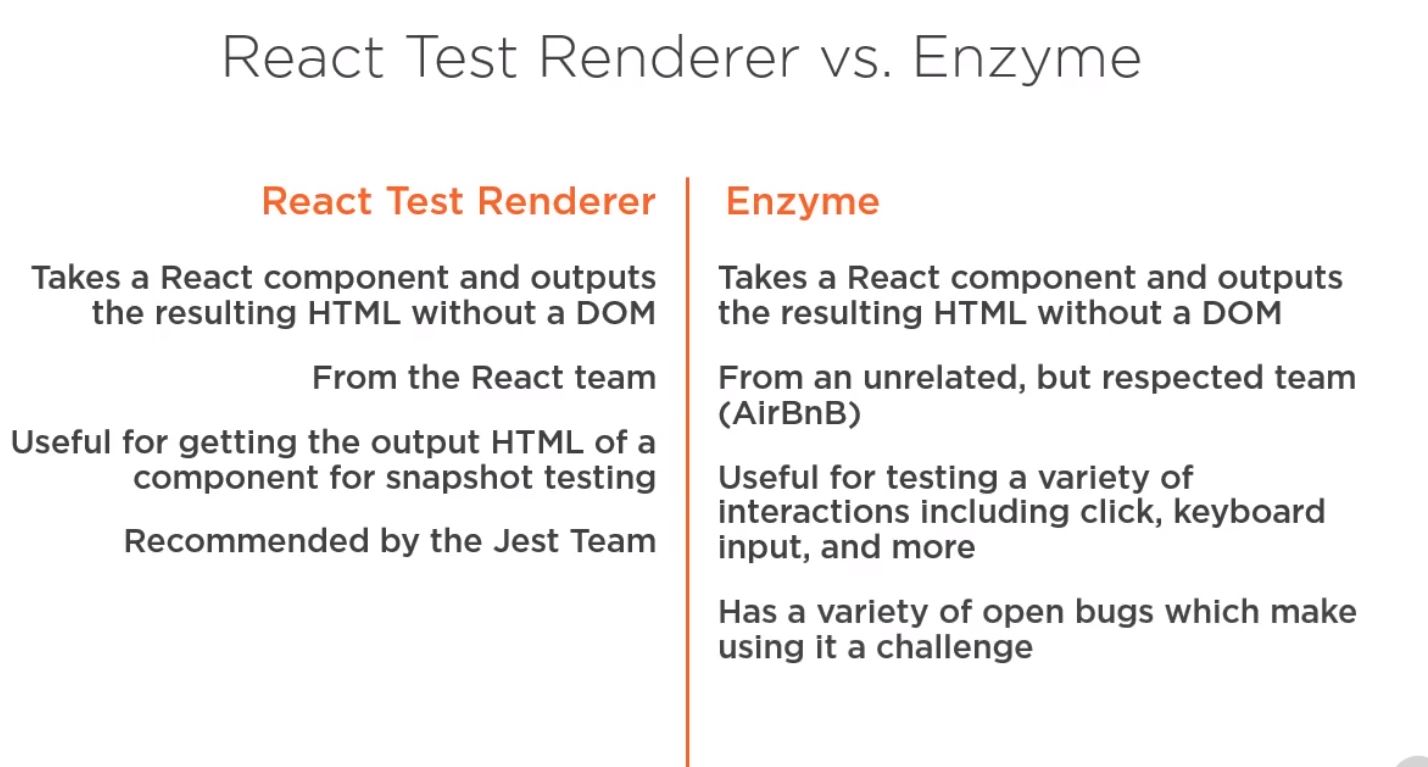 React Test Renderer vs. Enzyme
React Test Renderer
Takes a React component and outputs
the resulting HTML without a DOM
From the React team
Useful for getting the output HTML of a
component for snapshot testing
Recommended by the Jest Team
Enzyme
Takes a React component and outputs
the resulting HTML without a DOM
From an unrelated, but respected team
(AirBnB)
Useful for testing a variety of
interactions including click, keyboard
input, and more
Has a variety of open bugs which make
using it a challenge